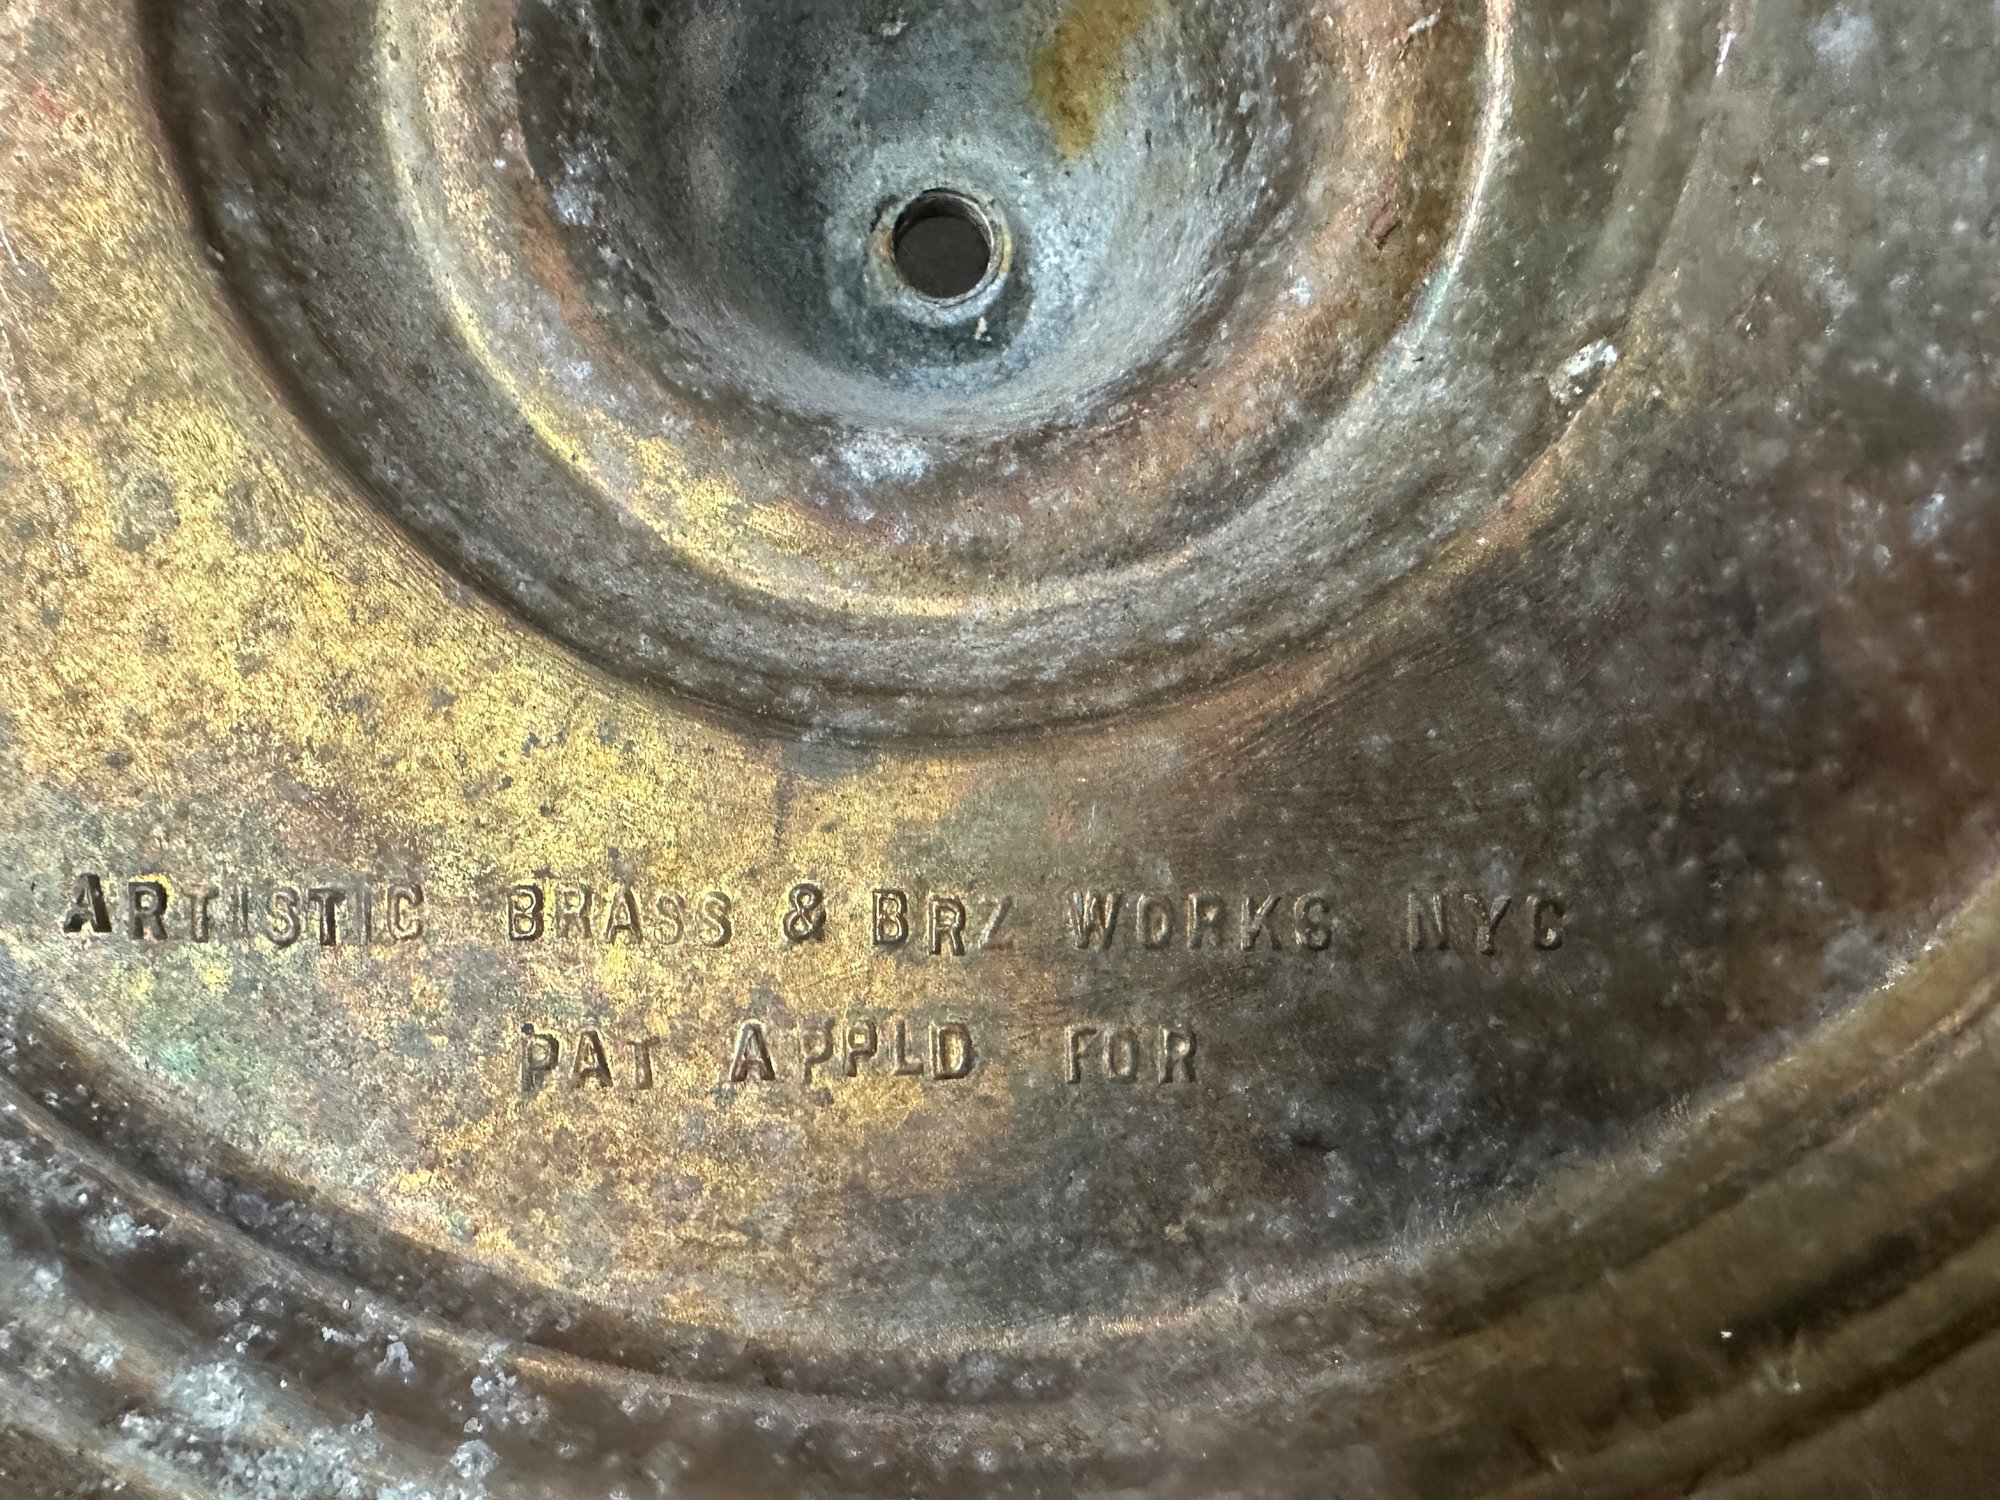 ARTISTIC BRASS & BRZ WORKS NYC
PAT APPLD FOR